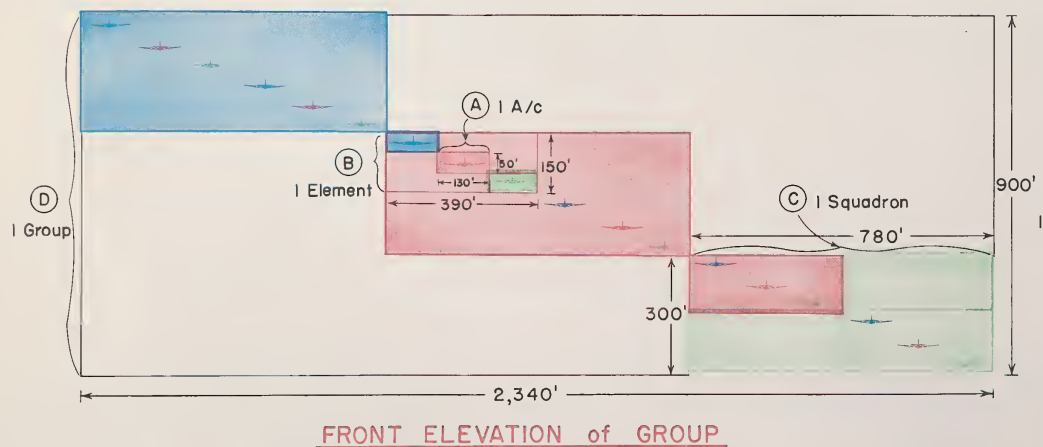 A 1 A/c
B
1 Element
50'
150'
130'
390'
D
1 Group
C 1 Squadron
780'
900'
1
300'
2,340'
FRONT ELEVATION of GROUP